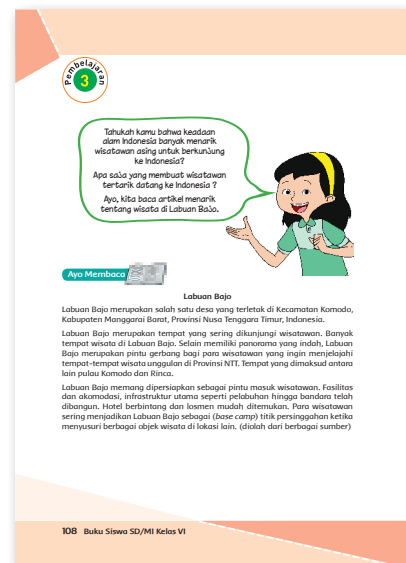 Pembelajaran
3
Tahukah kamu bahwa keadaan
alam Indonesia banyak menarik
wisatawan asing untuk berkunjung
ke Indonesia?
Apa saja yang membuat wisatawan
tertarik datang ke Indonesia ?
Ayo, kita baca artikel menarik
tentang wisata di Labuan Bajo.
Ayo Membaca
Labuan Bajo
Labuan Bajo merupakan salah satu desa yang terletak di Kecamatan Komodo,
Kabupaten Manggarai Barat, Provinsi Nusa Tenggara Timur, Indonesia.
Labuan Bajo merupakan tempat yang sering dikunjungi wisatawan. Banyak
tempat wisata di Labuan Bajo. Selain memiliki panorama yang indah, Labuan
Bajo merupakan pintu gerbang bagi para wisatawan yang ingin menjelajahi
tempat-tempat wisata unggulan di Provinsi NTT. Tempat yang dimaksud antara
lain pulau Komodo dan Rinca.
Labuan Bajo memang dipersiapkan sebagai pintu masuk wisatawan. Fasilitas
dan akomodasi, infrastruktur utama seperti pelabuhan hingga bandara telah
dibangun. Hotel berbintang dan losmen mudah ditemukan. Para wisatawan
sering menjadikan Labuan Bajo sebagai (base camp) titik persinggahan ketika
menyusuri berbagai objek wisata di lokasi lain. (diolah dari berbagai sumber)
108 Buku Siswa SD/MI Kelas VI